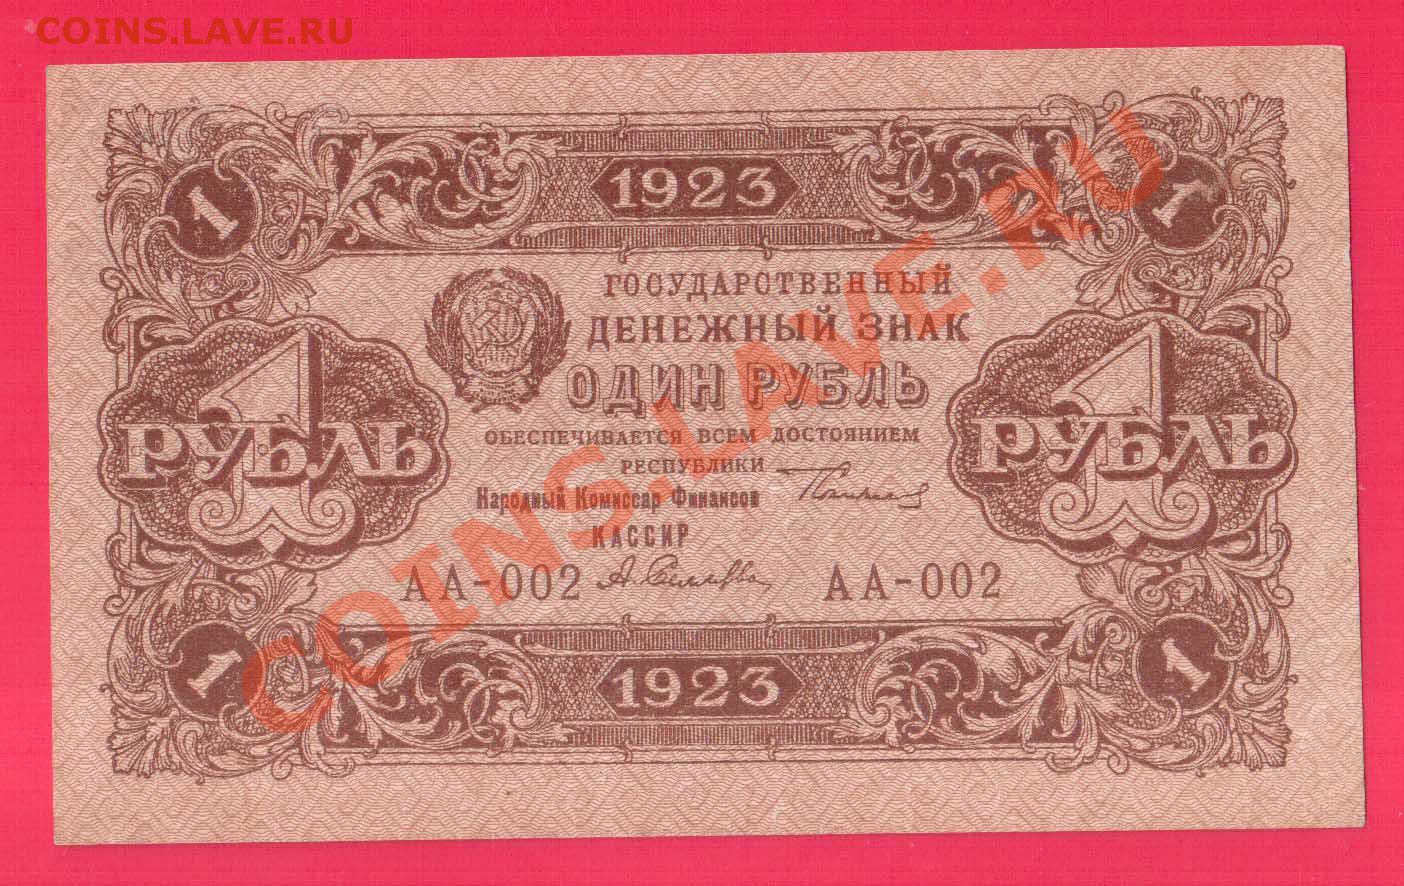 COINS.LAVE.RU
1 1923 1
ГОСУДАРСТВЕННЫЙ
ДЕНЕЖНЫЙ ЗНАК
ОДИН РУБЛЬ
1 РУБЛЬ
1 РУБЛЬ
ОБЕСПЕЧИВАЕТСЯ ВСЕМ ДОСТОЯНИЕМ
РЕСПУБЛИКИ
Народный Комиссар Финансов
КАССИР
АА-002 АА-002
1 1923 1
COINS.LAVE.RU